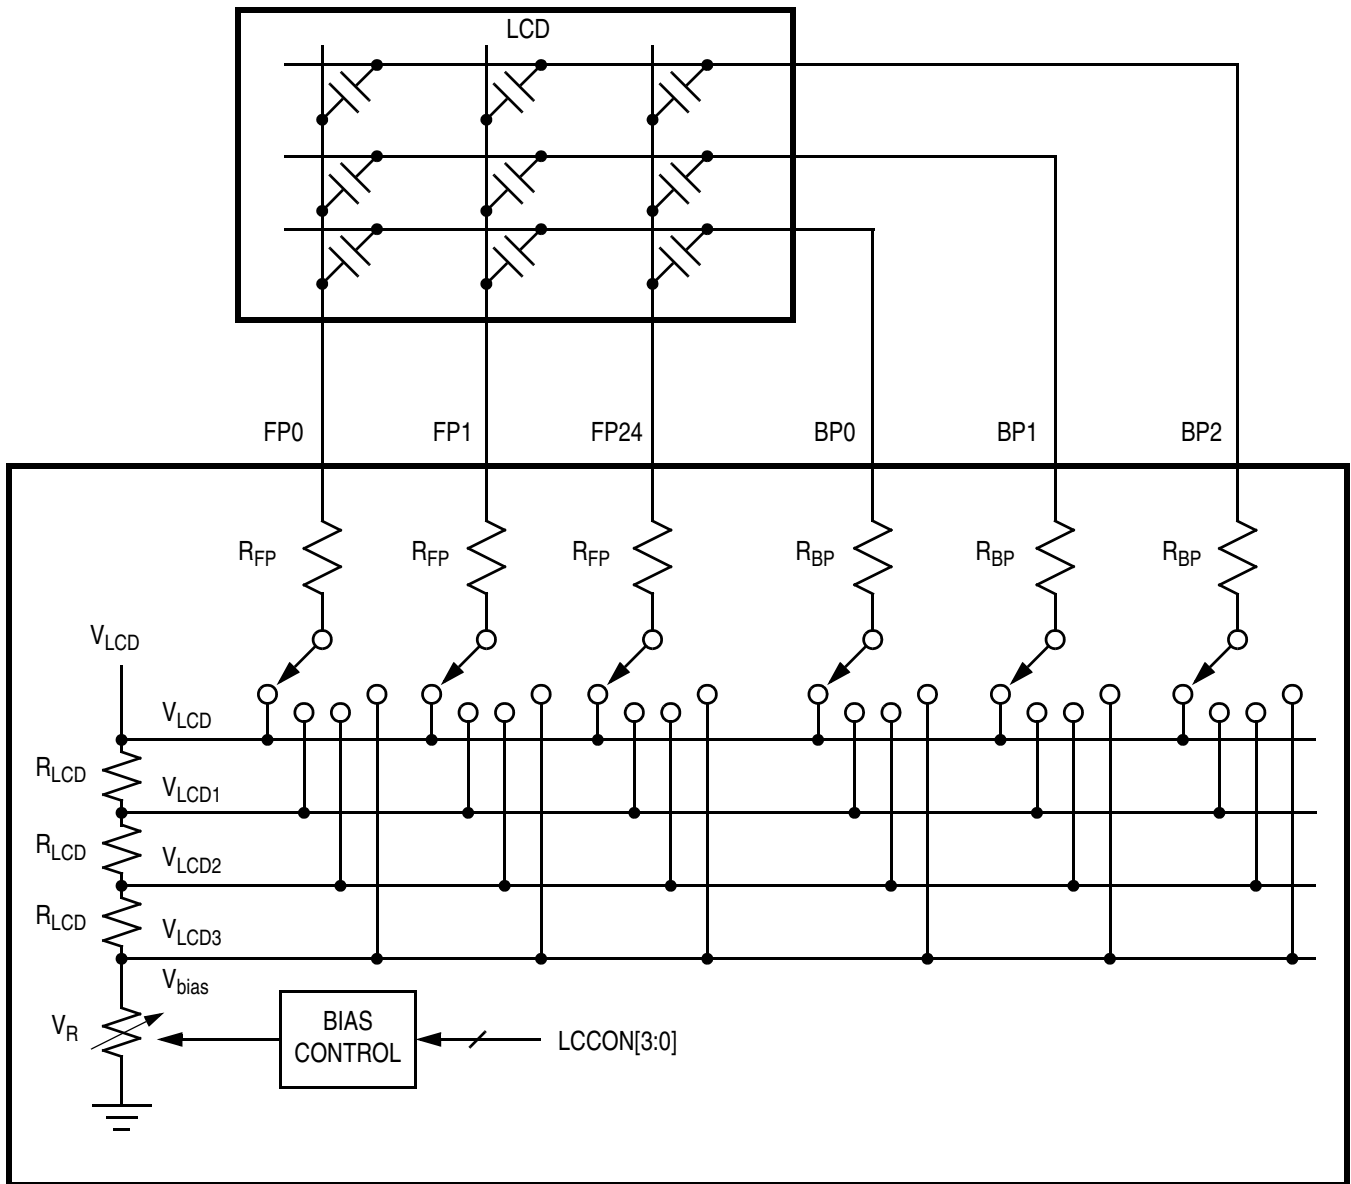 LCD
FP0 FP1 FP24 BP0 BP1 BP2
RFP RFP RFP RBP RBP RBP
VLCD
VLCD
RLCD
VLCD1
RLCD
VLCD2
RLCD
VLCD3
Vbias
VR
BIAS
CONTROL
LCCON[3:0]